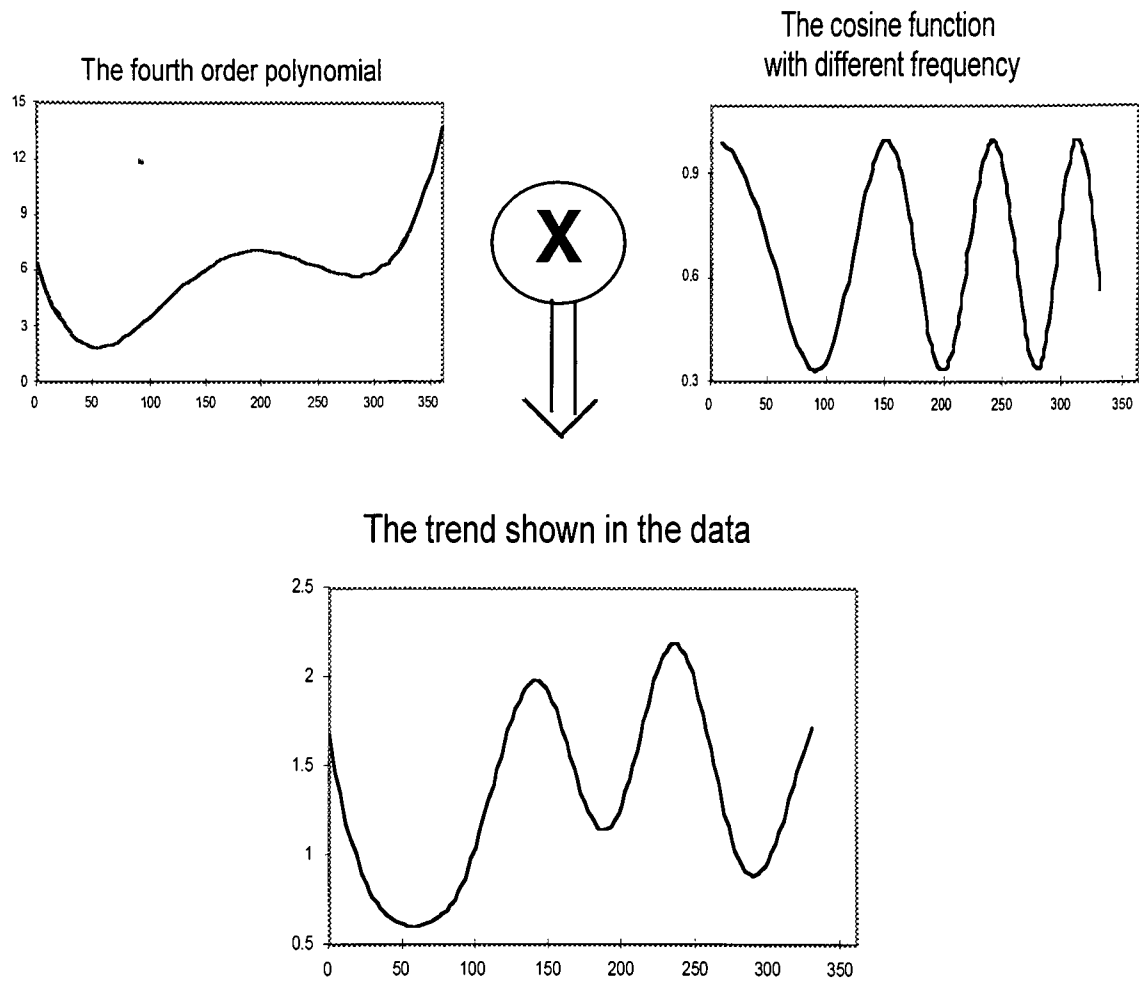 The fourth order polynomial
15
12
9
6
3
0
0 50 100 150 200 250 300 350
The cosine function
with different frequency
0.9
0.6
0.3
0 50 100 150 200 250 300 350
X
The trend shown in the data
2.5
2
1.5
1
0.5
0 50 100 150 200 250 300 350